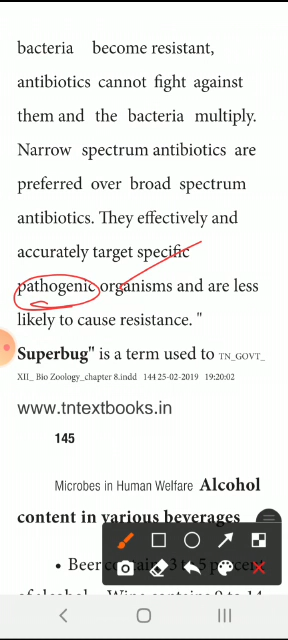 bacteria become resistant,
antibiotics cannot fight against
them and the bacteria multiply.
Narrow spectrum antibiotics are
preferred over broad spectrum
antibiotics. They effectively and
accurately target specific
pathogenic organisms and are less
likely to cause resistance. "
Superbug" is a term used to TN_GOVT_
XII_ Bio Zoology_chapter 8.indd 144 25-02-2019 19:20:02
www.tntextbooks.in
145
Microbes in Human Welfare Alcohol
content in various beverages
• Beer contains 3 to 5 percent
of alcohol. Wine contains 9 to 14